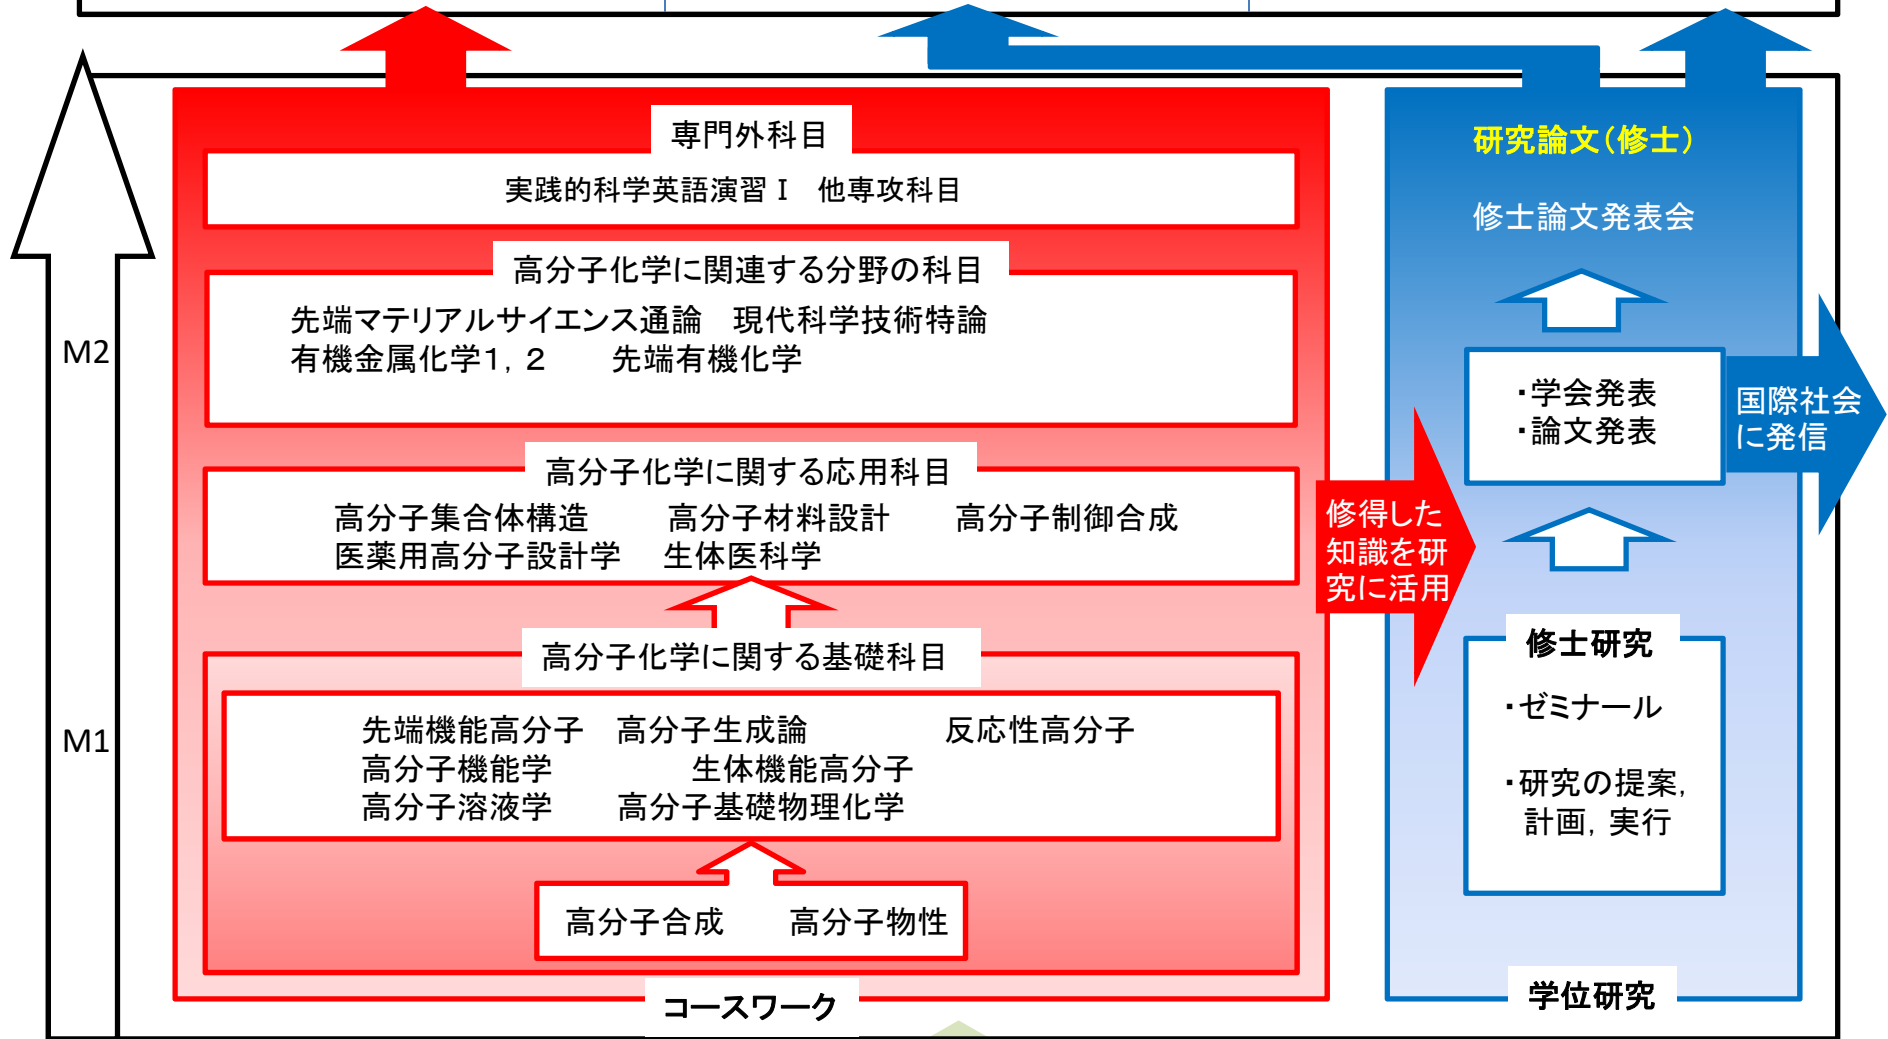 専門外科目
実践的科学英語演習Ⅰ　他専攻科目
高分子化学に関連する分野の科目
先端マテリアルサイエンス通論　現代科学技術特論
有機金属化学１，２　　先端有機化学
高分子化学に関する応用科目
高分子集合体構造　　高分子材料設計　　高分子制御合成
医薬用高分子設計学　生体医科学
高分子化学に関する基礎科目
先端機能高分子　高分子生成論　　　　反応性高分子
高分子機能学　　　　生体機能高分子
高分子溶液学　　高分子基礎物理化学
高分子合成　　高分子物性
コースワーク
M2
M1
修得した
知識を研
究に活用
研究論文（修士）
修士論文発表会
・学会発表
・論文発表
国際社会
に発信
修士研究
・ゼミナール
・研究の提案，
計画，実行
学位研究